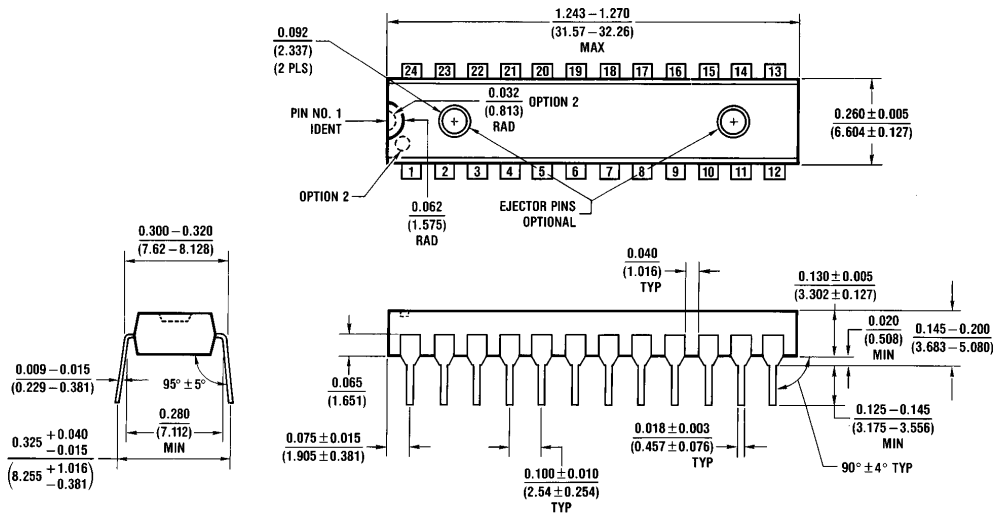 1.243–1.270
(31.57–32.26)
MAX
0.092
(2.337)
(2 PLS)
24 23 22 21 20 19 18 17 16 15 14 13
0.032
(0.813)
RAD
OPTION 2
PIN NO. 1
IDENT
0.260±0.005
(6.604±0.127)
1 2 3 4 5 6 7 8 9 10 11 12
OPTION 2
0.062
(1.575)
RAD
EJECTOR PINS
OPTIONAL
0.300–0.320
(7.62–8.128)
0.040
(1.016)
TYP
0.130±0.005
(3.302±0.127)
0.020
(0.508)
MIN
0.145–0.200
(3.683–5.080)
0.009–0.015
(0.229–0.381)
95°±5°
0.065
(1.651)
0.280
(7.112)
MIN
0.125–0.145
(3.175–3.556)
MIN
0.325 +0.040
–0.015
(8.255 +1.016
–0.381)
0.075±0.015
(1.905±0.381)
0.018±0.003
(0.457±0.076)
TYP
0.100±0.010
(2.54±0.254)
TYP
90°±4° TYP